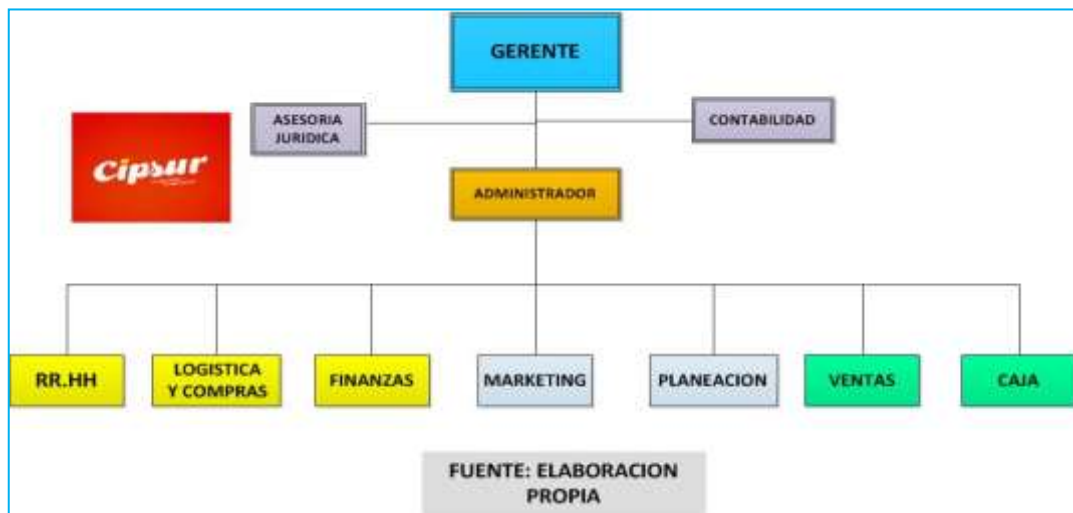 GERENTE
ASESORIA
JURIDICA
CONTABILIDAD
Cipsur
ADMINISTRADOR
RR.HH
LOGISTICA
Y COMPRAS
FINANZAS
MARKETING
PLANEACION
VENTAS
CAJA
FUENTE: ELABORACION
PROPIA